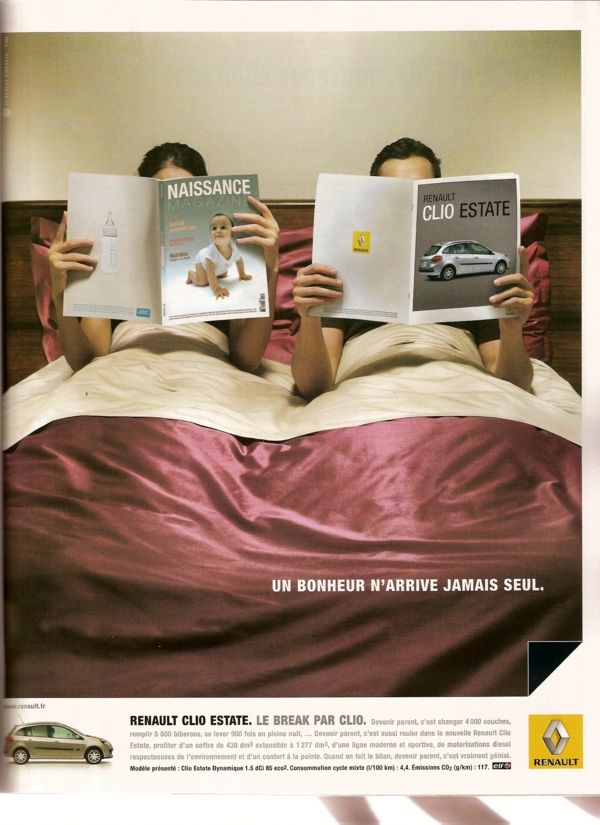 NAISSANCE
MAGAZINE
RENAULT
CLIO ESTATE
RENAULT
UN BONHEUR N'ARRIVE JAMAIS SEUL.
www.renault.fr
RENAULT CLIO ESTATE. LE BREAK PAR CLIO. Devenir parent, c'est changer 4 000 couches,
remplir 5 600 biberons, se lever 900 fois en pleine nuit, ... Devenir parent, c'est aussi rouler dans la nouvelle Renault Clio
Estate, profiter d'un coffre de 439 dm³ extensible à 1 277 dm³, d'une ligne moderne et sportive, de motorisations diesel
respectueuses de l'environnement et d'un confort à la pointe. Quand on fait le bilan, devenir parent, c'est vraiment génial.
Modèle présenté : Clio Estate Dynamique 1.5 dCi 85 eco². Consommation cycle mixte (l/100 km) : 4,4. Émissions CO₂ (g/km) : 117. elf
RENAULT